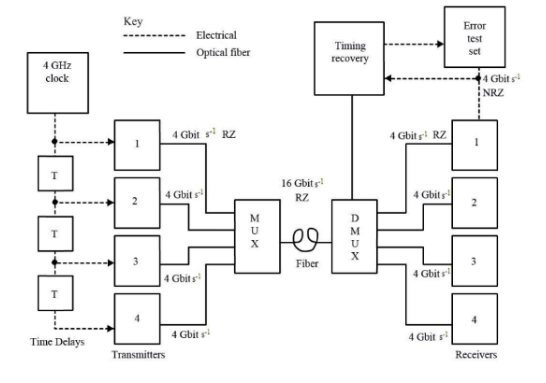 Key
Electrical
Optical fiber
4 GHz
clock
Timing
recovery
Error
test
set
4 Gbit s-1
NRZ
4 Gbit s-1 RZ
1
T
4 Gbit s-1
2
T
3
4 Gbit s-1
T
4
4 Gbit s-1
Time Delays
Transmitters
MUX
16 Gbit s-1
RZ
Fiber
DMUX
4 Gbit s-1 RZ
1
4 Gbit s-1
2
3
4 Gbit s-1
4
4 Gbit s-1
Receivers